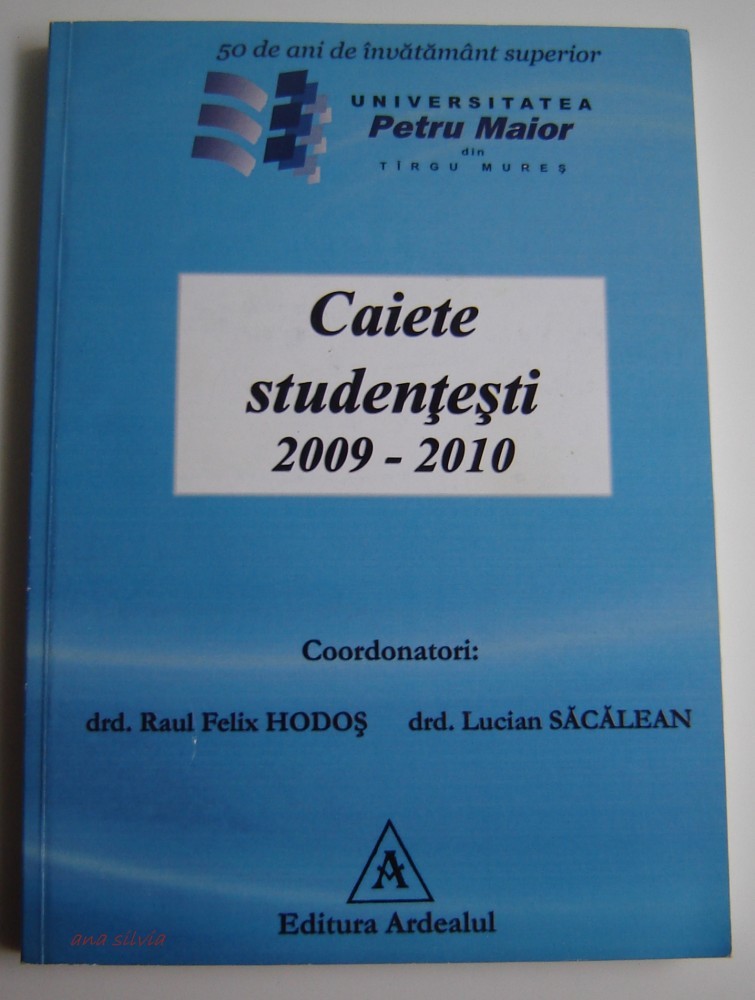 50 de ani de învătământ superior
UNIVERSITATEA
Petru Maior
din
TÎRGU MUREŞ
Caiete
studenţeşti
2009 - 2010
Coordonatori:
drd. Raul Felix HODOŞ drd. Lucian SĂCĂLEAN
A
Editura Ardealul
ana silvia